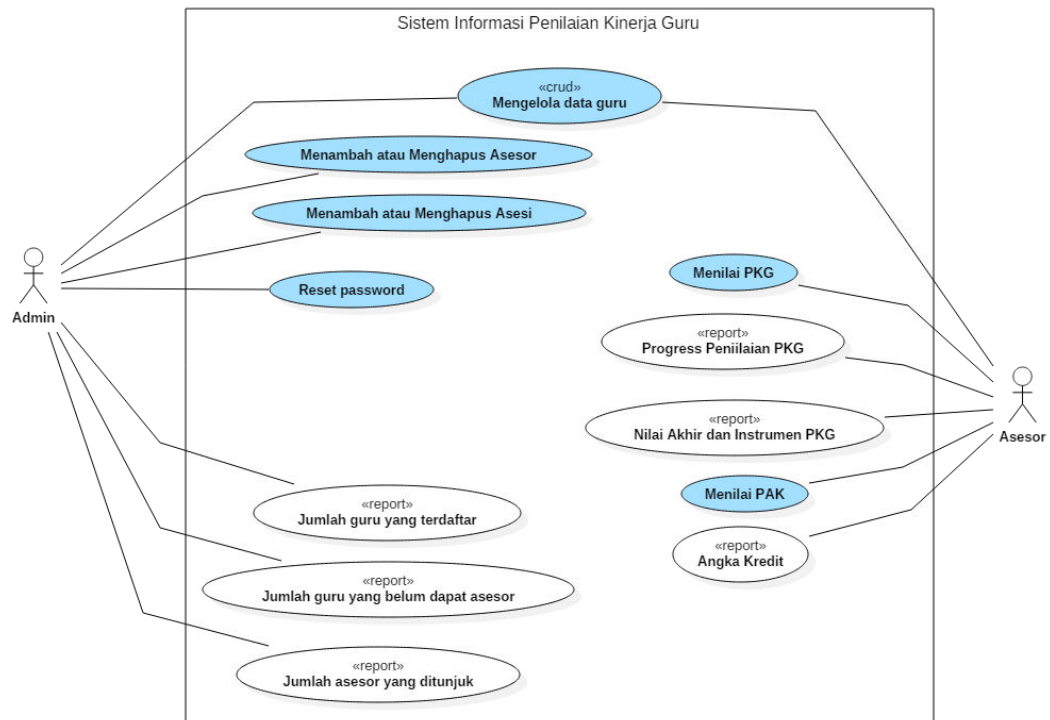 Sistem Informasi Penilaian Kinerja Guru
«crud»
Mengelola data guru
Menambah atau Menghapus Asesor
Menambah atau Menghapus Asesi
Reset password
Admin
Menilai PKG
«report»
Progress Peniilaian PKG
«report»
Nilai Akhir dan Instrumen PKG
Asesor
Menilai PAK
«report»
Angka Kredit
«report»
Jumlah guru yang terdaftar
«report»
Jumlah guru yang belum dapat asesor
«report»
Jumlah asesor yang ditunjuk